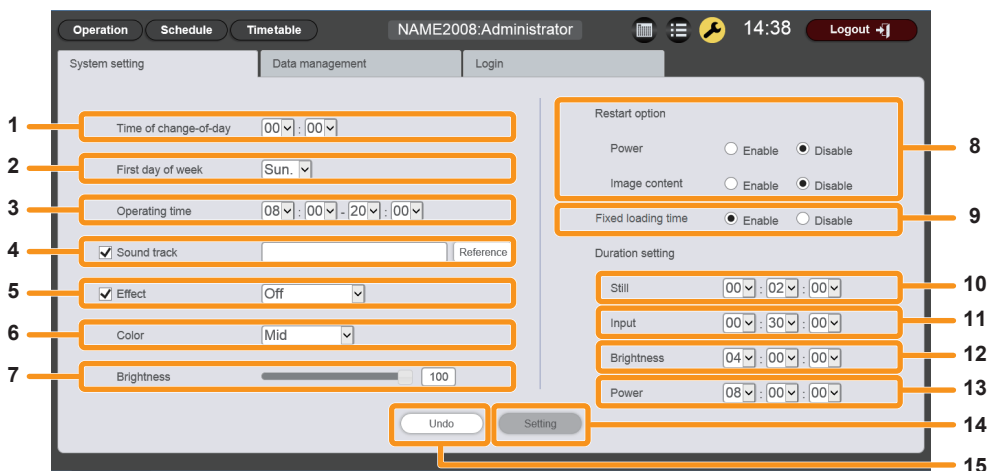 Operation Schedule Timetable NAME2008:Administrator 14:38 Logout
System setting Data management Login
1 Time of change-of-day 00 : 00
2 First day of week Sun.
3 Operating time 08 : 00 - 20 : 00
4 Sound track Reference
5 Effect Off
6 Color Mid
7 Brightness 100
Restart option
Power Enable Disable 8
Image content Enable Disable
Fixed loading time Enable Disable 9
Duration setting
Still 00 : 02 : 00 10
Input 00 : 30 : 00 11
Brightness 04 : 00 : 00 12
Power 08 : 00 : 00 13
Undo Setting 14
15